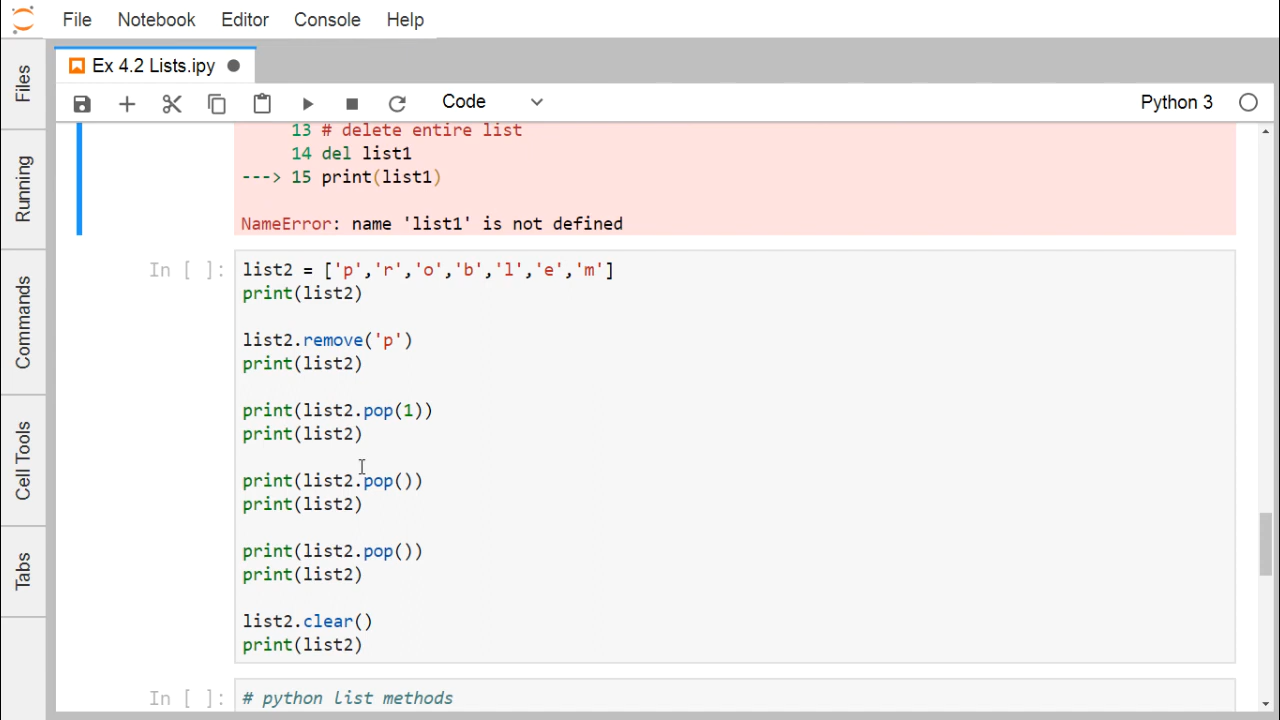 File Notebook Editor Console Help
Ex 4.2 Lists.ipy
Code Python 3
Files
Running
Commands
Cell Tools
Tabs
13 # delete entire list
14 del list1
---> 15 print(list1)
NameError: name 'list1' is not defined
In [ ]: list2 = ['p','r','o','b','l','e','m']
print(list2)
list2.remove('p')
print(list2)
print(list2.pop(1))
print(list2)
print(list2.pop())
print(list2)
print(list2.pop())
print(list2)
list2.clear()
print(list2)
In [ ]: # python list methods